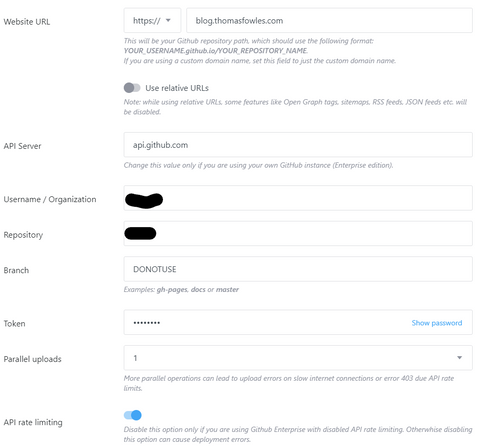 Website URL
https://
blog.thomasfowles.com
This will be your Github repository path, which should use the following format:
YOUR_USERNAME.github.io/YOUR_REPOSITORY_NAME.
If you are using a custom domain name, set this field to just the custom domain name.
Use relative URLs
Note: while using relative URLs, some features like Open Graph tags, sitemaps, RSS feeds, JSON feeds etc. will
be disabled.
API Server
api.github.com
Change this value only if you are using your own GitHub instance (Enterprise edition).
Username / Organization
Repository
Branch
DONOTUSE
Examples: gh-pages, docs or master
Token
••••••••
Show password
Parallel uploads
1
More parallel operations can lead to upload errors on slow internet connections or error 403 due API rate
limits.
API rate limiting
Disable this option only if you are using Github Enterprise with disabled API rate limiting. Otherwhise disabling
this option can cause deployment errors.